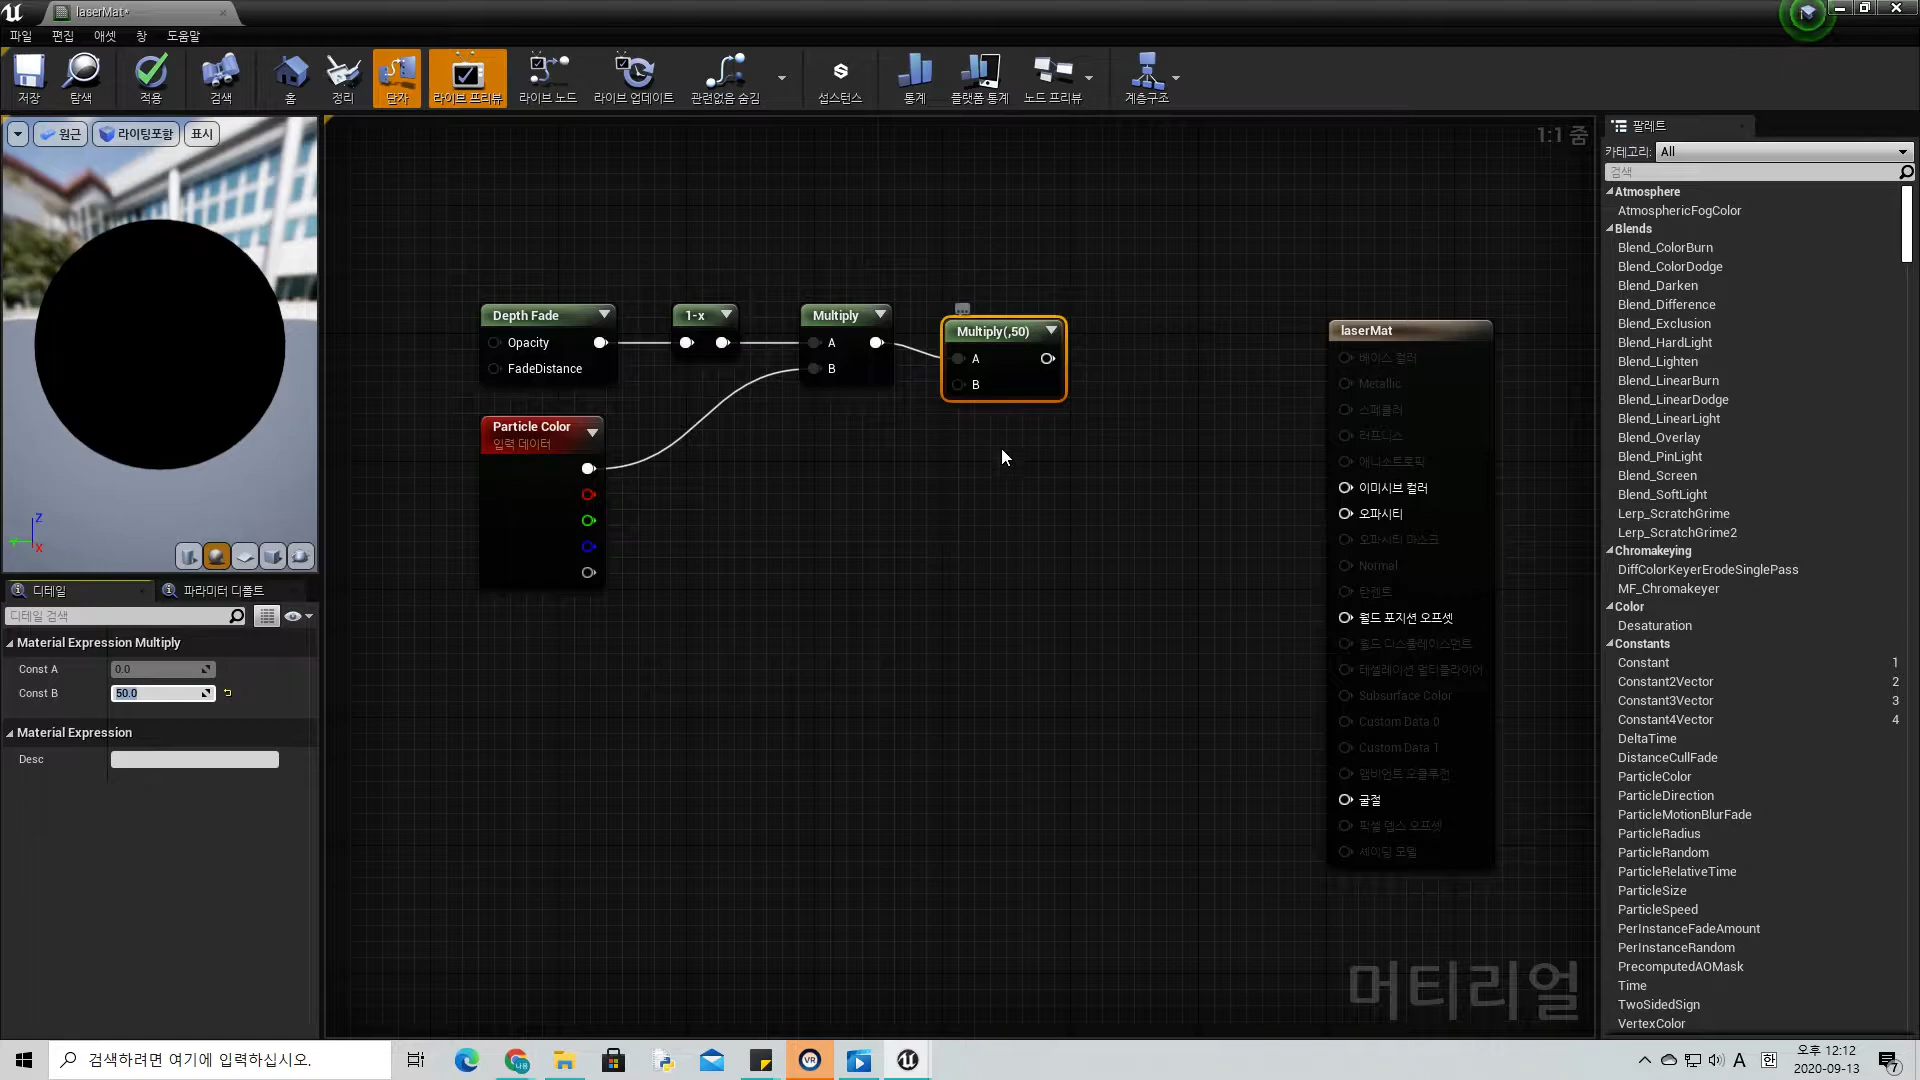 laserMat*
파일 편집 애셋 창 도움말
저장 탐색 적용 검색 홈 정리 단자 라이브 프리뷰 라이브 노드 라이브 업데이트 관련없음 숨김 섭스턴스 통계 플랫폼 통계 노드 프리뷰 계층구조
원근 라이팅포함 표시
1:1 줌
Depth Fade
Opacity
FadeDistance
1-x
Multiply
A
B
Multiply(,50)
A
B
Particle Color
입력 데이터
laserMat
베이스 컬러
Metallic
스페큘러
러프니스
애니소트로픽
이미시브 컬러
오파시티
오파시티 마스크
Normal
탄젠트
월드 포지션 오프셋
월드 디스플레이스먼트
테셀레이션 멀티플라이어
Subsurface Color
Custom Data 0
Custom Data 1
앰비언트 오클루전
굴절
픽셀 뎁스 오프셋
셰이딩 모델
머티리얼
Z
X
디테일 파라미터 디폴트
디테일 검색
Material Expression Multiply
Const A 0.0
Const B 50.0
Material Expression
Desc
팔레트
카테고리: All
검색
Atmosphere
AtmosphericFogColor
Blends
Blend_ColorBurn
Blend_ColorDodge
Blend_Darken
Blend_Difference
Blend_Exclusion
Blend_HardLight
Blend_Lighten
Blend_LinearBurn
Blend_LinearDodge
Blend_LinearLight
Blend_Overlay
Blend_PinLight
Blend_Screen
Blend_SoftLight
Lerp_ScratchGrime
Lerp_ScratchGrime2
Chromakeying
DiffColorKeyerErodeSinglePass
MF_Chromakeyer
Color
Desaturation
Constants
Constant 1
Constant2Vector 2
Constant3Vector 3
Constant4Vector 4
DeltaTime
DistanceCullFade
ParticleColor
ParticleDirection
ParticleMotionBlurFade
ParticleRadius
ParticleRandom
ParticleRelativeTime
ParticleSize
ParticleSpeed
PerInstanceFadeAmount
PerInstanceRandom
PrecomputedAOMask
Time
TwoSidedSign
VertexColor
검색하려면 여기에 입력하십시오.
VR
A 한
오후 12:12
2020-09-13
7